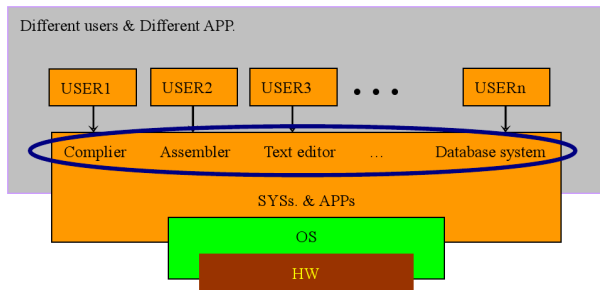 Different users & Different APP.
USER1 USER2 USER3 • • • USERn
Complier Assembler Text editor ... Database system
SYSs. & APPs
OS
HW